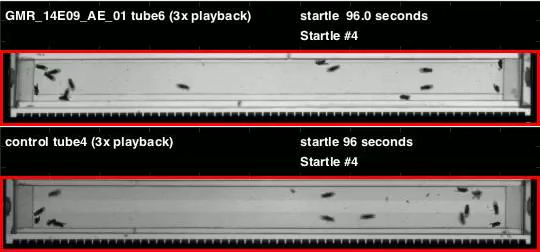 GMR_14E09_AE_01 tube6 (3x playback)
startle  96.0 seconds
Startle #4
control tube4 (3x playback)
startle 96 seconds
Startle #4